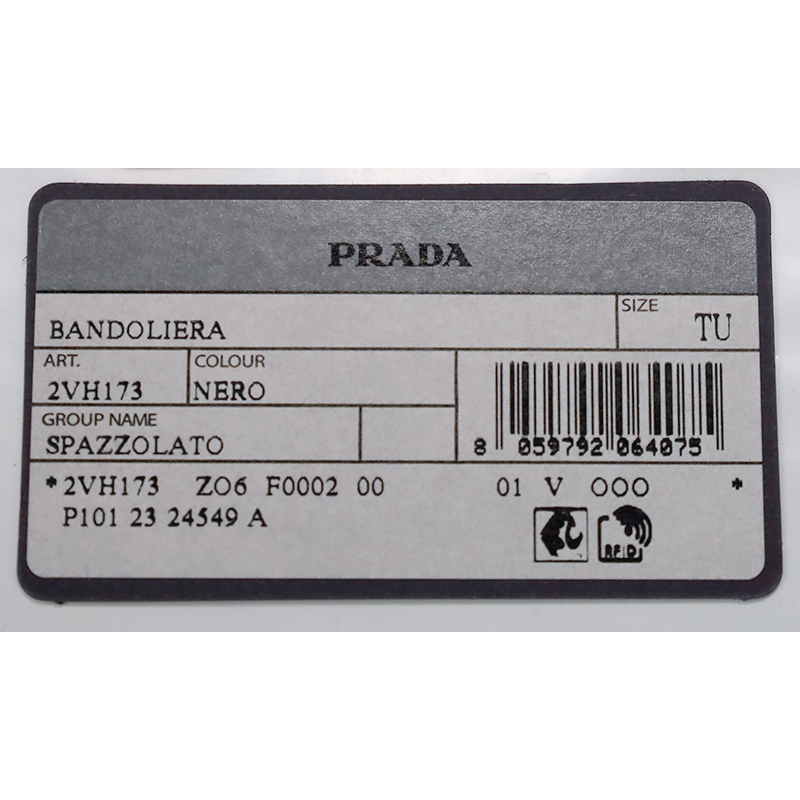 PRADA
SIZE
BANDOLIERA TU
ART. COLOUR
2VH173 NERO
GROUP NAME
SPAZZOLATO
8 059792 064075
*2VH173 ZO6 F0002 00 01 V OOO *
P101 23 24549 A
RFID